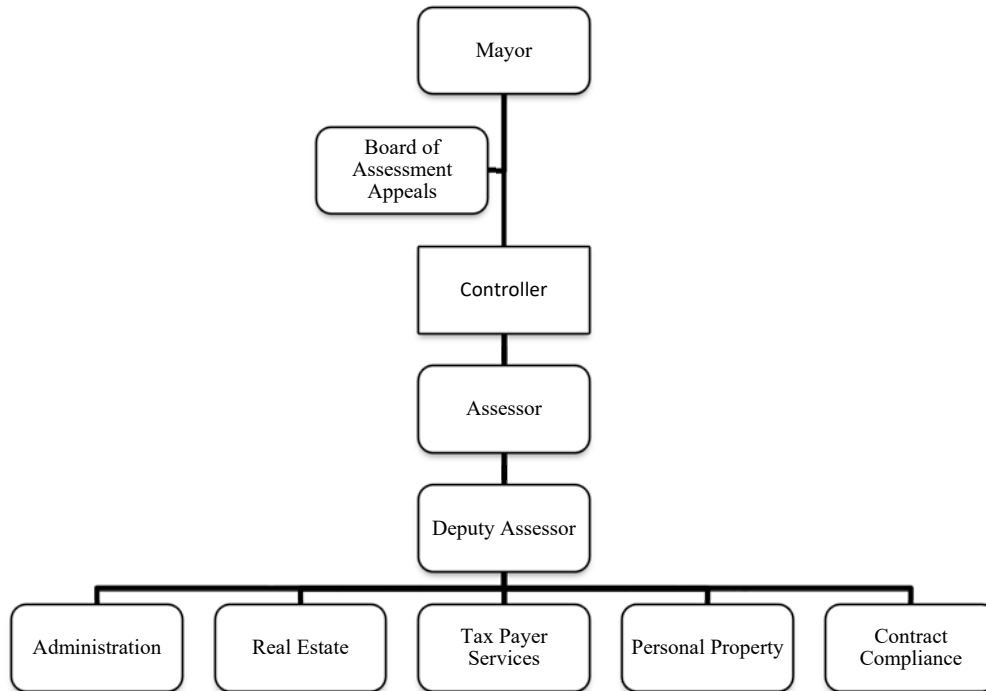 Mayor
Board of
Assessment
Appeals
Controller
Assessor
Deputy Assessor
Administration
Real Estate
Tax Payer
Services
Personal Property
Contract
Compliance